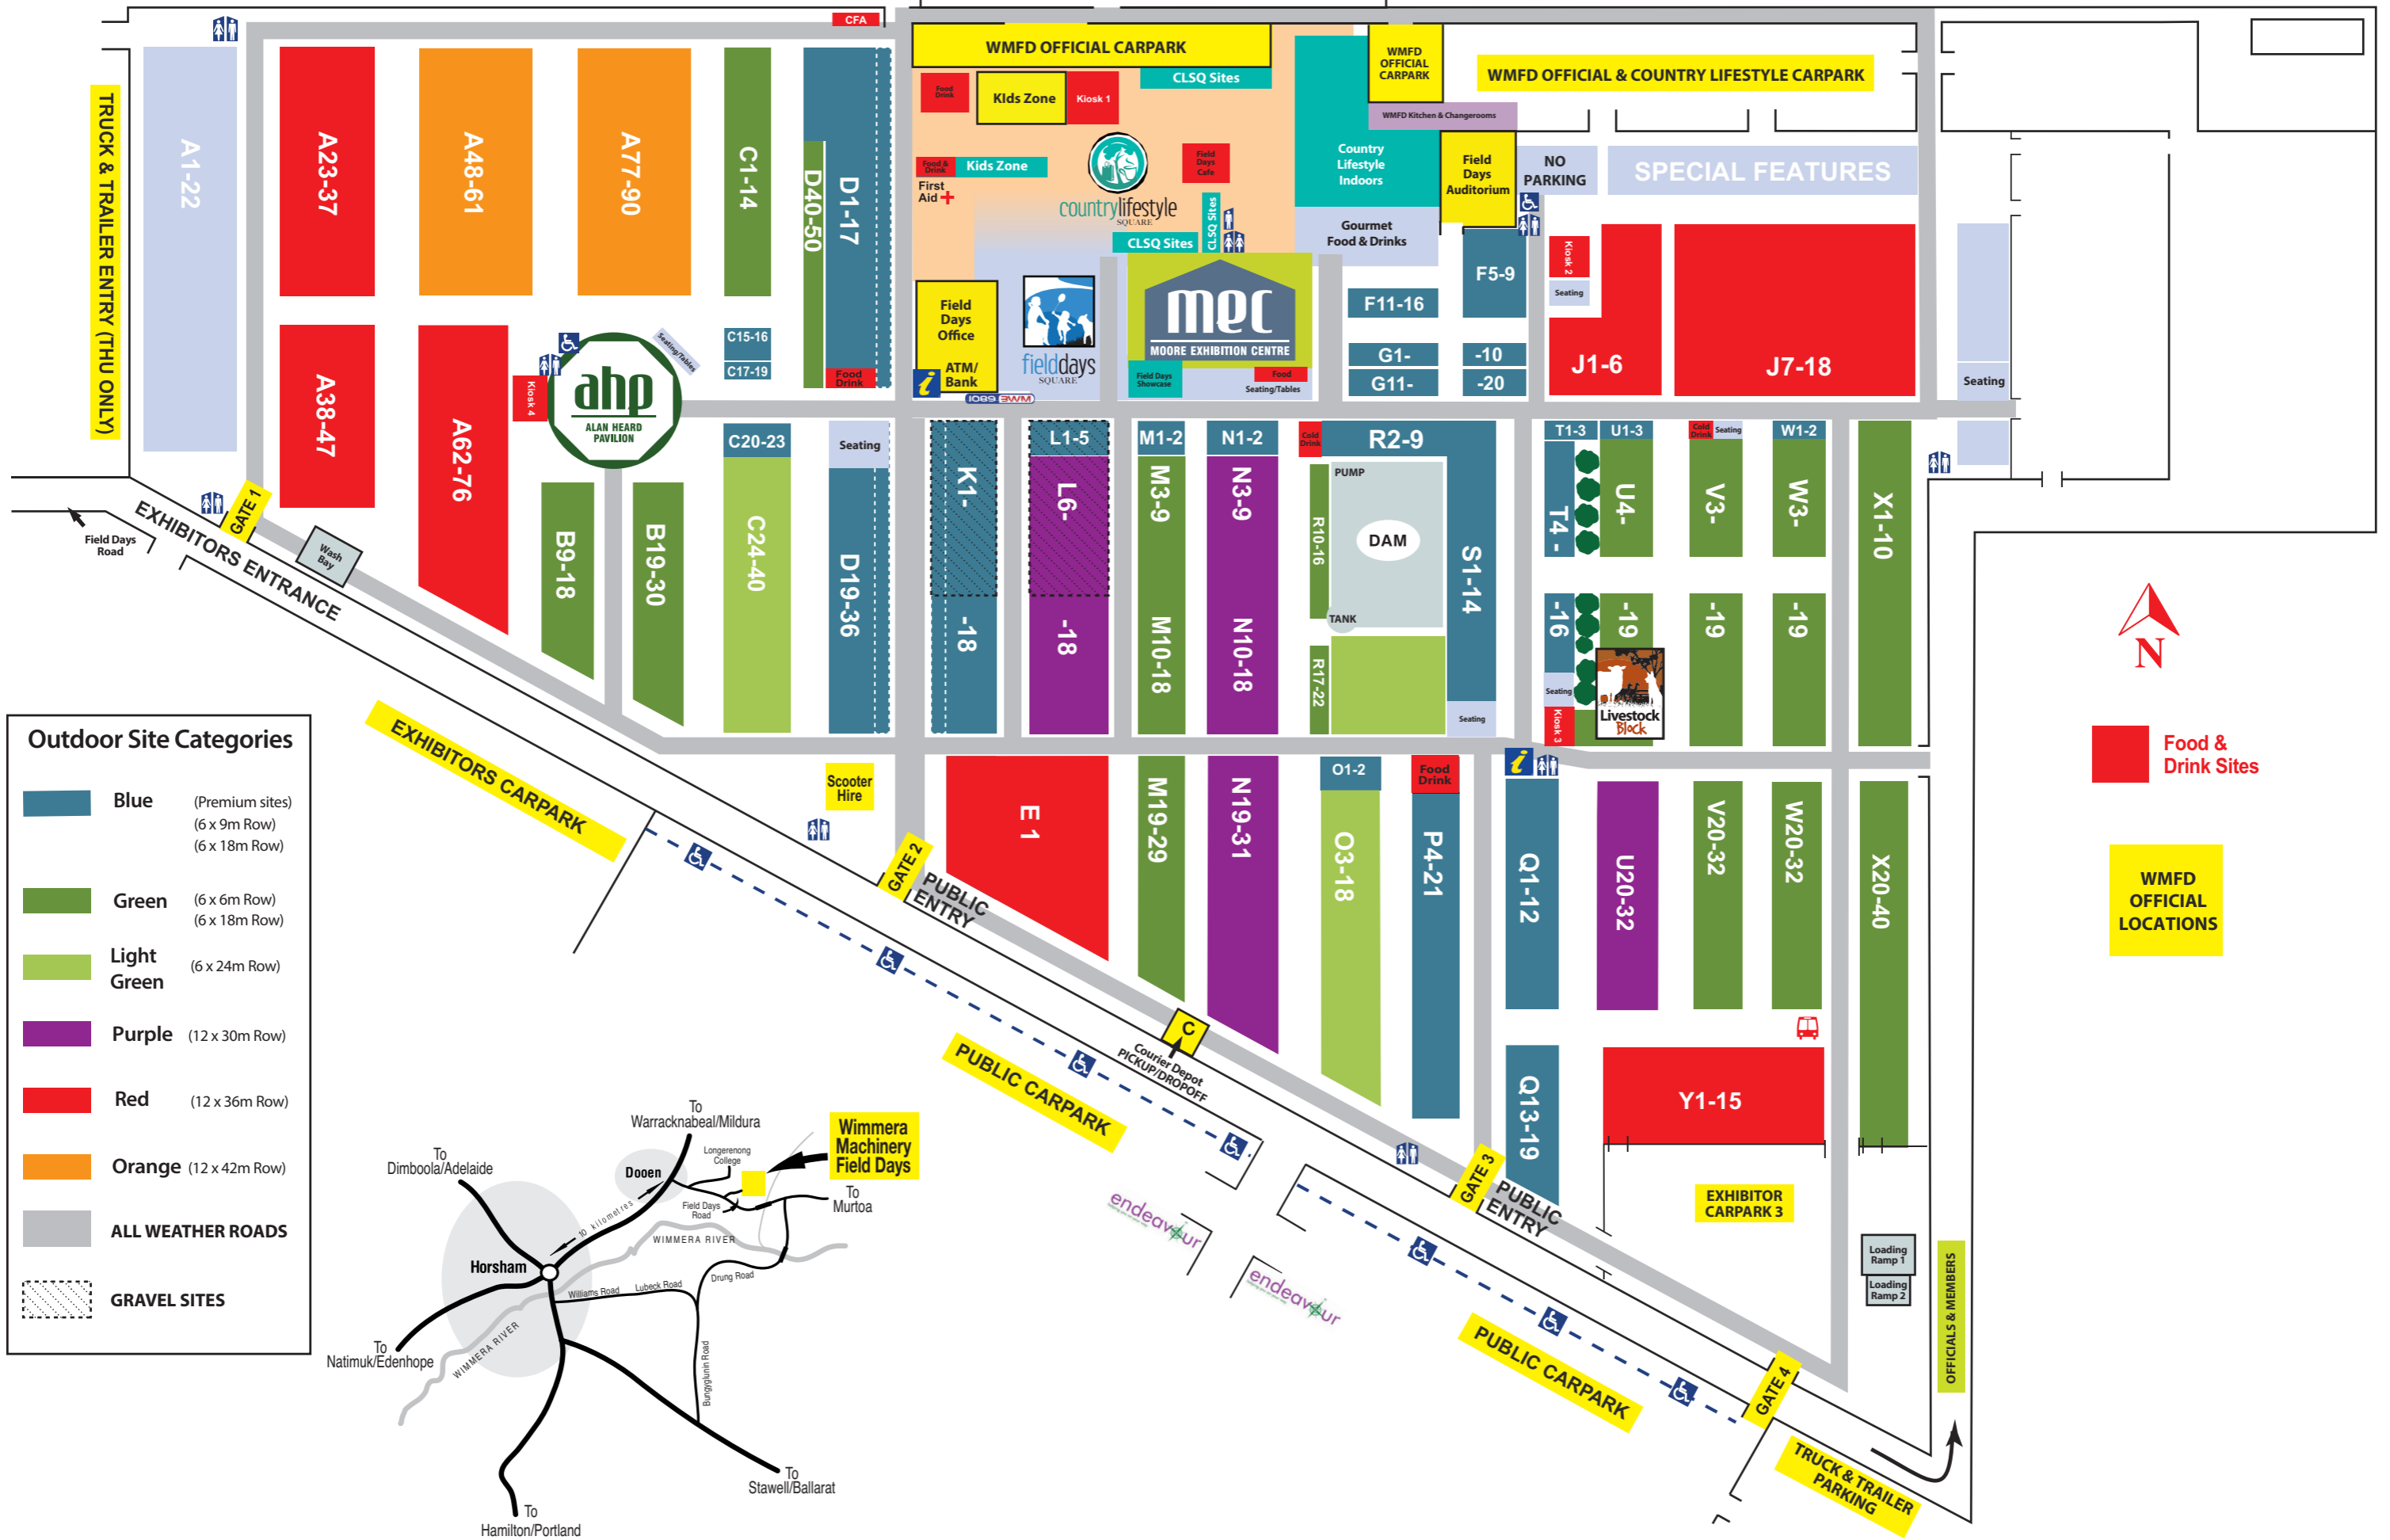 CFA
WMFD OFFICIAL CARPARK
WMFD
OFFICIAL
CARPARK
WMFD OFFICIAL & COUNTRY LIFESTYLE CARPARK
CLSQ Sites
Food
Drink
KIds Zone
Kiosk 1
WMFD Kitchen & Changerooms
TRUCK & TRAILER ENTRY (THU ONLY)
A1-22
A23-37
A48-61
A77-90
C1-14
D40-50
D1-17
Food &
Drink
Kids Zone
First
Aid
Field
Days
Cafe
countrylifestyle
SQUARE
CLSQ Sites
CLSQ Sites
Country
Lifestyle
Indoors
Field
Days
Auditorium
NO
PARKING
SPECIAL FEATURES
Gourmet
Food & Drinks
F5-9
Kiosk 2
Seating
F11-16
G1-
-10
G11-
-20
J1-6
J7-18
Seating
Field
Days
Office
ATM/
Bank
i
fielddays
SQUARE
1089 3WM
mec
MOORE EXHIBITION CENTRE
Field Days
Showcase
Food
Seating/Tables
C15-16
C17-19
Food
Drink
Seating/Tables
ahp
ALAN HEARD
PAVILION
Kiosk 4
A38-47
A62-76
B9-18
B19-30
C20-23
C24-40
Seating
D19-36
K1-
-18
L1-5
L6-
-18
M1-2
M3-9
M10-18
N1-2
N3-9
N10-18
Cold
Drink
R2-9
PUMP
DAM
TANK
R10-16
R17-22
S1-14
Seating
T1-3
T4 -
-16
Seating
Kiosk 3
U1-3
U4-
-19
Livestock
Block
Cold
Drink
Seating
V3-
-19
W1-2
W3-
-19
X1-10
Field Days
Road
GATE 1
Wash
Bay
EXHIBITORS ENTRANCE
EXHIBITORS CARPARK
Scooter
Hire
GATE 2
PUBLIC
ENTRY
E 1
M19-29
N19-31
O1-2
O3-18
Food
Drink
P4-21
i
Q1-12
Q13-19
U20-32
V20-32
W20-32
X20-40
Y1-15
C
Courier Depot
PICKUP/DROPOFF
PUBLIC CARPARK
GATE 3
PUBLIC
ENTRY
EXHIBITOR
CARPARK 3
Loading
Ramp 1
Loading
Ramp 2
OFFICIALS & MEMBERS
endeavour
endeavour
PUBLIC CARPARK
GATE 4
TRUCK & TRAILER
PARKING
N
Food &
Drink Sites
WMFD
OFFICIAL
LOCATIONS
Outdoor Site Categories
Blue (Premium sites)
(6 x 9m Row)
(6 x 18m Row)
Green (6 x 6m Row)
(6 x 18m Row)
Light
Green (6 x 24m Row)
Purple (12 x 30m Row)
Red (12 x 36m Row)
Orange (12 x 42m Row)
ALL WEATHER ROADS
GRAVEL SITES
To
Warracknabeal/Mildura
To
Dimboola/Adelaide
Longerenong
College
Dooen
Wimmera
Machinery
Field Days
Field Days
Road
To
Murtoa
10 kilometres
WIMMERA RIVER
Horsham
Williams Road
Lubeck Road
Drung Road
To
Natimuk/Edenhope
WIMMERA RIVER
Bungyglunin Road
To
Stawell/Ballarat
To
Hamilton/Portland